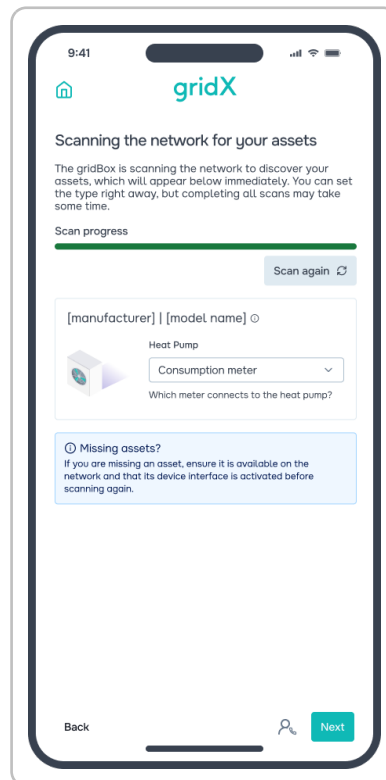 9:41
gridX
Scanning the network for your assets
The gridBox is scanning the network to discover your
assets, which will appear below immediately. You can set
the type right away, but completing all scans may take
some time.
Scan progress
Scan again
[manufacturer] | [model name]
Heat Pump
Consumption meter
Which meter connects to the heat pump?
Missing assets?
If you are missing an asset, ensure it is available on the
network and that its device interface is activated before
scanning again.
Back
Next